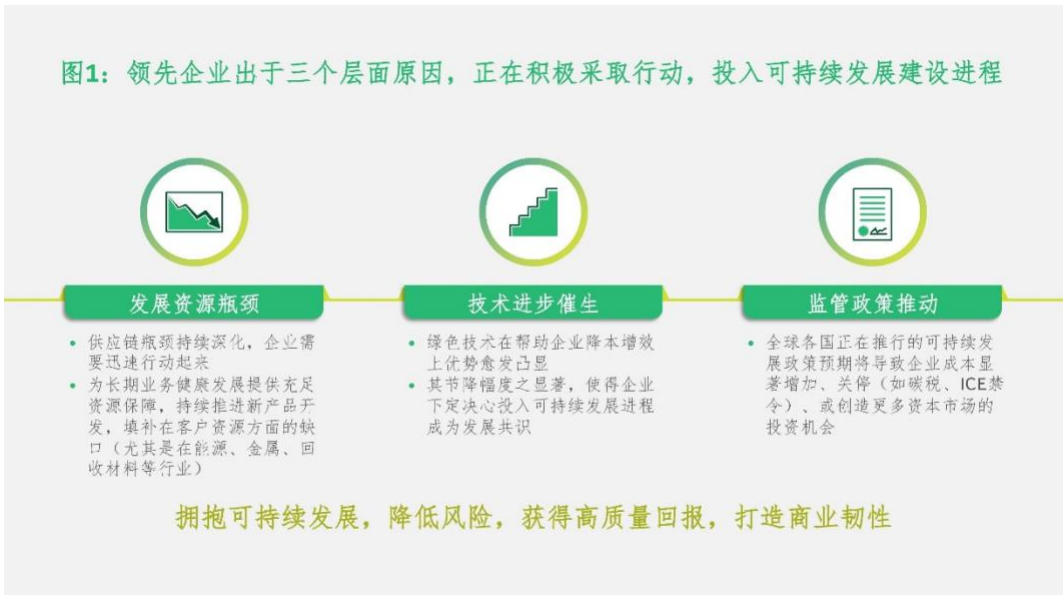 图1：领先企业出于三个层面原因，正在积极采取行动，投入可持续发展建设进程
发展资源瓶颈
• 供应链瓶颈持续深化，企业需
要迅速行动起来
• 为长期业务健康发展提供充足
资源保障，持续推进新产品开
发，填补在客户资源方面的缺
口（尤其是在能源、金属、回
收材料等行业）
技术进步催生
• 绿色技术在帮助企业降本增效
上优势愈发凸显
• 其节降幅度之显著，使得企业
下定决心投入可持续发展进程
成为发展共识
监管政策推动
• 全球各国正在推行的可持续发
展政策预期将导致企业成本显
著增加、关停（如碳税、ICE禁
令）、或创造更多资本市场的
投资机会
拥抱可持续发展，降低风险，获得高质量回报，打造商业韧性